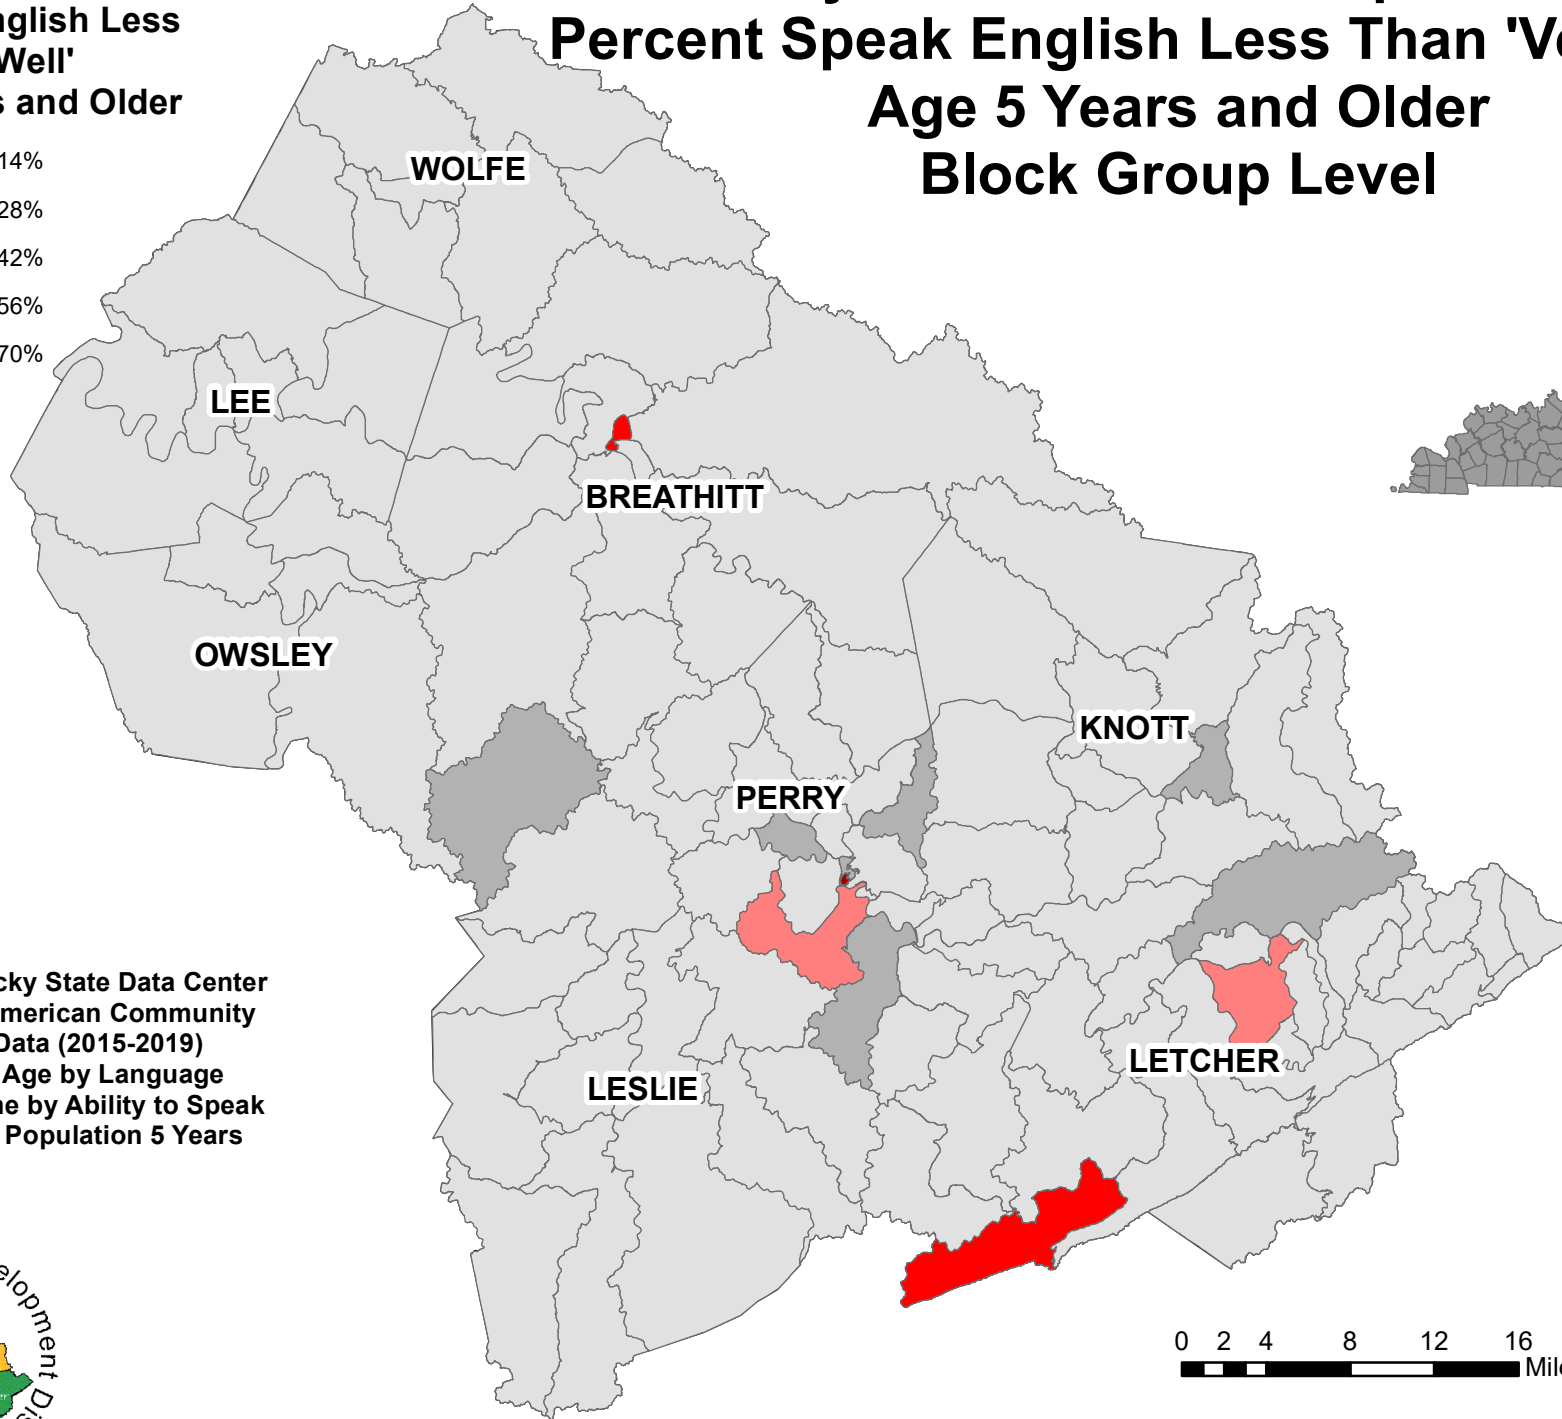 nglish Less
Well'
s and Older
14%
28%
42%
56%
70%
Percent Speak English Less Than 'Ve
Age 5 Years and Older
Block Group Level
WOLFE
LEE
BREATHITT
OWSLEY
KNOTT
PERRY
LETCHER
LESLIE
cky State Data Center
merican Community
Data (2015-2019)
Age by Language
ne by Ability to Speak
Population 5 Years
elopment Dis
0 2 4 8 12 16
Mile